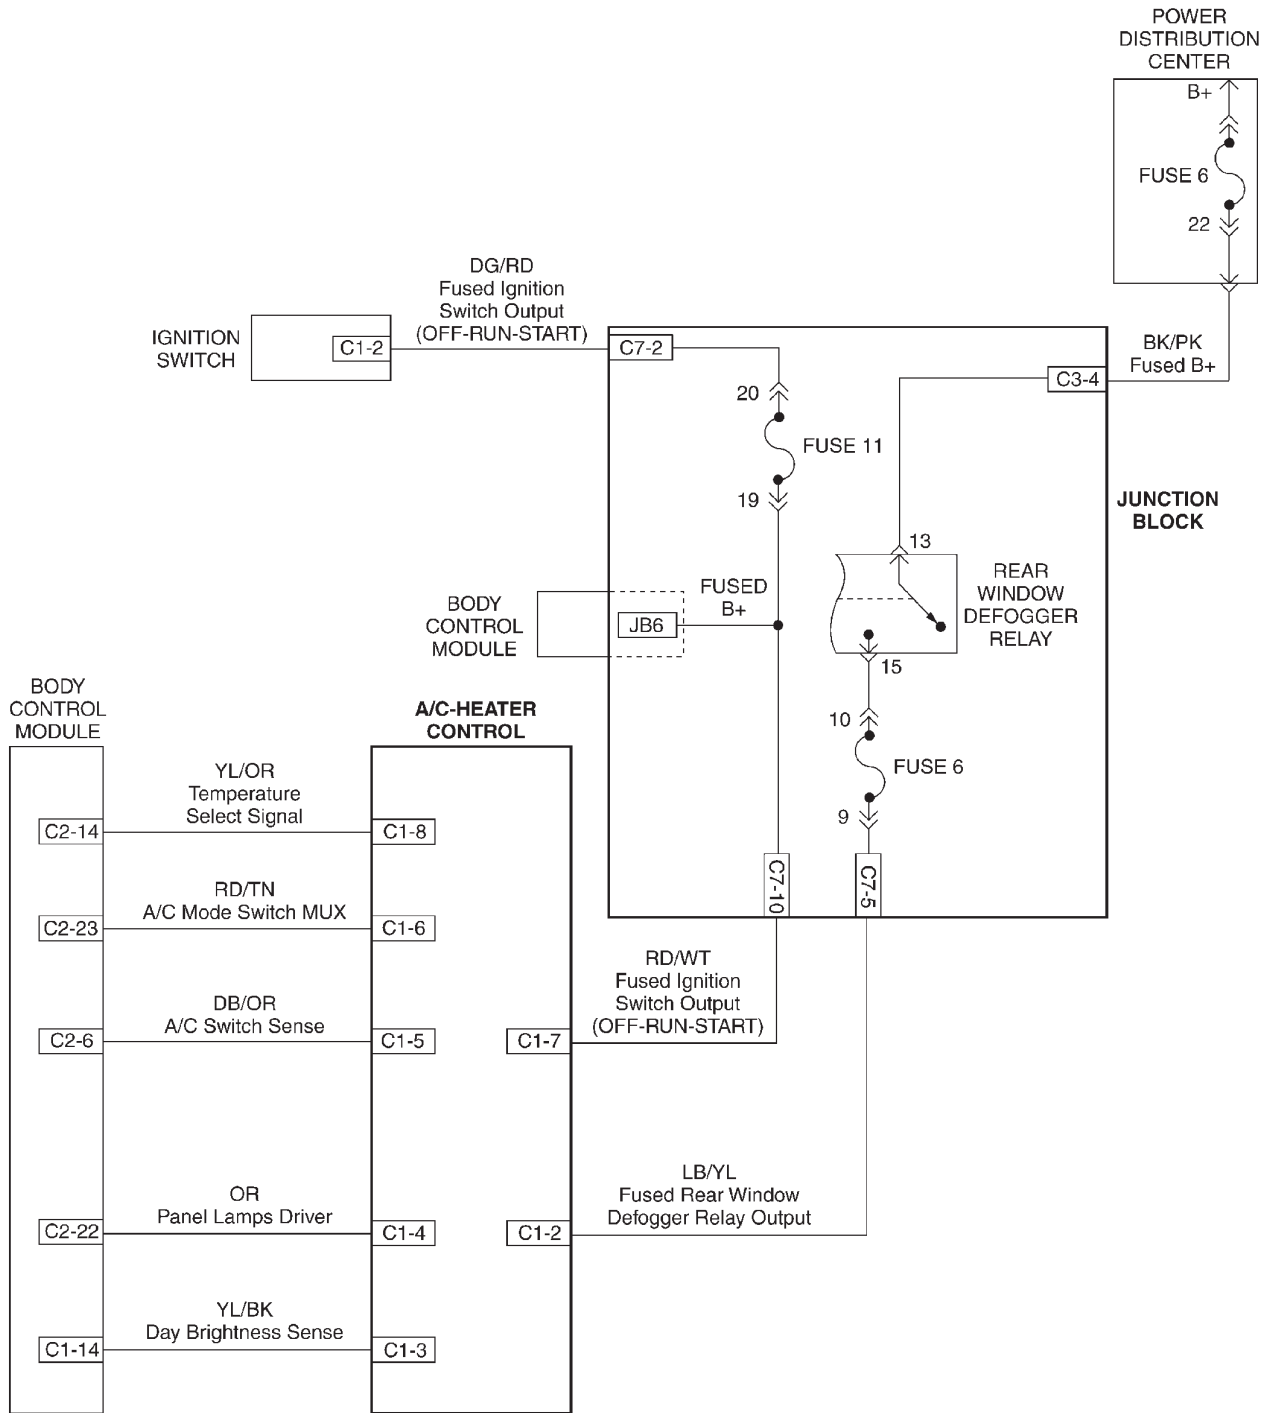 POWER
DISTRIBUTION
CENTER
B+
FUSE 6
22
DG/RD
Fused Ignition
Switch Output
(OFF-RUN-START)
IGNITION
SWITCH
C1-2
C7-2
BK/PK
Fused B+
C3-4
20
FUSE 11
19
JUNCTION
BLOCK
13
REAR
WINDOW
DEFOGGER
RELAY
FUSED
B+
BODY
CONTROL
MODULE
JB6
15
10
FUSE 6
9
C7-10
C7-5
BODY
CONTROL
MODULE
A/C-HEATER
CONTROL
YL/OR
Temperature
Select Signal
C2-14
C1-8
RD/TN
A/C Mode Switch MUX
C2-23
C1-6
RD/WT
Fused Ignition
Switch Output
(OFF-RUN-START)
DB/OR
A/C Switch Sense
C2-6
C1-5
C1-7
LB/YL
Fused Rear Window
Defogger Relay Output
OR
Panel Lamps Driver
C2-22
C1-4
C1-2
YL/BK
Day Brightness Sense
C1-14
C1-3